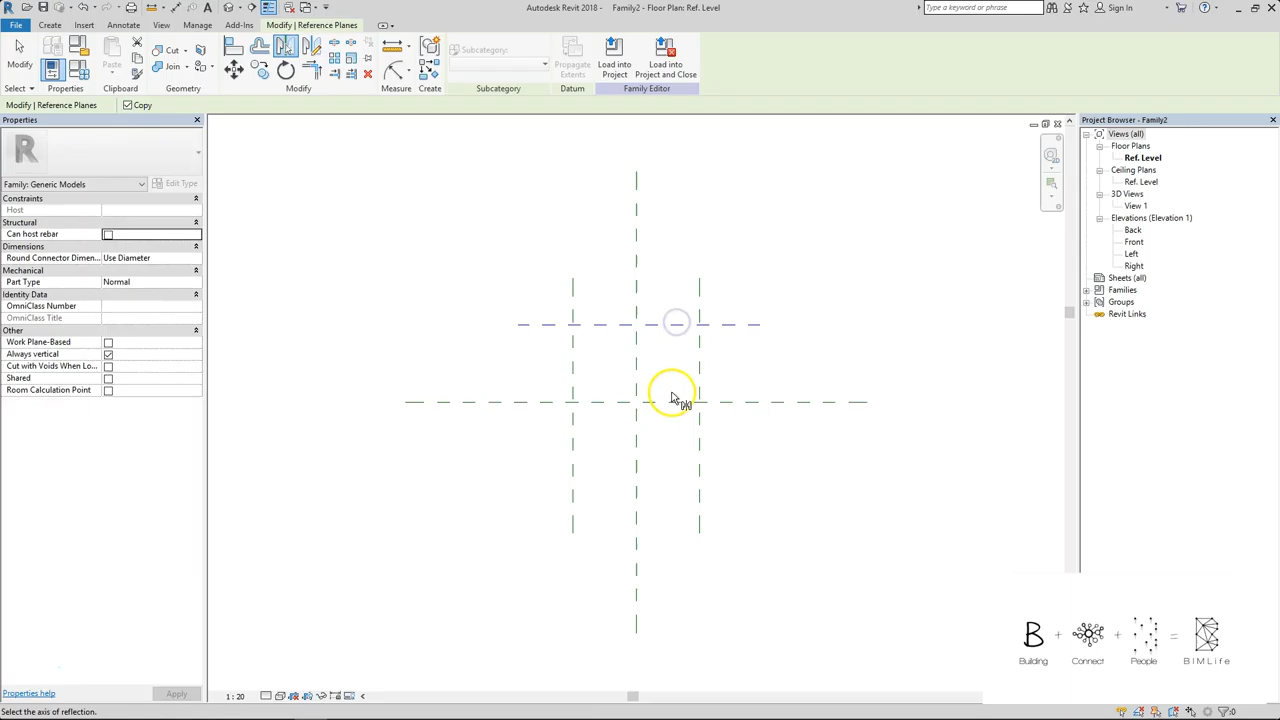 Autodesk Revit 2018 - Family2 - Floor Plan: Ref. Level
Type a keyword or phrase
Sign In
File
Create
Insert
Annotate
View
Manage
Add-Ins
Modify | Reference Planes
Modify
Paste
Cut
Join
Measure
Create
Subcategory:
Propagate
Extents
Load into
Project
Load into
Project and Close
Select
Properties
Clipboard
Geometry
Modify
Measure
Create
Subcategory
Datum
Family Editor
Modify | Reference Planes
Copy
Properties
Family: Generic Models
Edit Type
Constraints
Host
Structural
Can host rebar
Dimensions
Round Connector Dimen... Use Diameter
Mechanical
Part Type Normal
Identity Data
OmniClass Number
OmniClass Title
Other
Work Plane-Based
Always vertical
Cut with Voids When Lo...
Shared
Room Calculation Point
Properties help
Apply
Project Browser - Family2
Views (all)
Floor Plans
Ref. Level
Ceiling Plans
Ref. Level
3D Views
View 1
Elevations (Elevation 1)
Back
Front
Left
Right
Sheets (all)
Families
Groups
Revit Links
B + + =
Building Connect People BIMLife
1 : 20
Select the axis of reflection.
:0